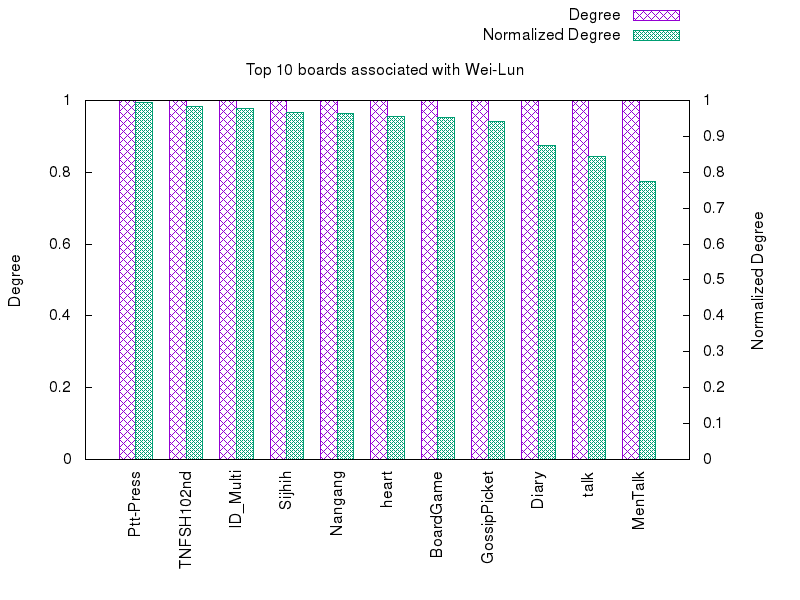 Degree
Normalized Degree
Top 10 boards associated with Wei-Lun
1
0.8
0.6
0.4
0.2
0
1
0.9
0.8
0.7
0.6
0.5
0.4
0.3
0.2
0.1
0
Degree
Normalized Degree
Ptt-Press
TNFSH102nd
ID_Multi
Sijhih
Nangang
heart
BoardGame
GossipPicket
Diary
talk
MenTalk